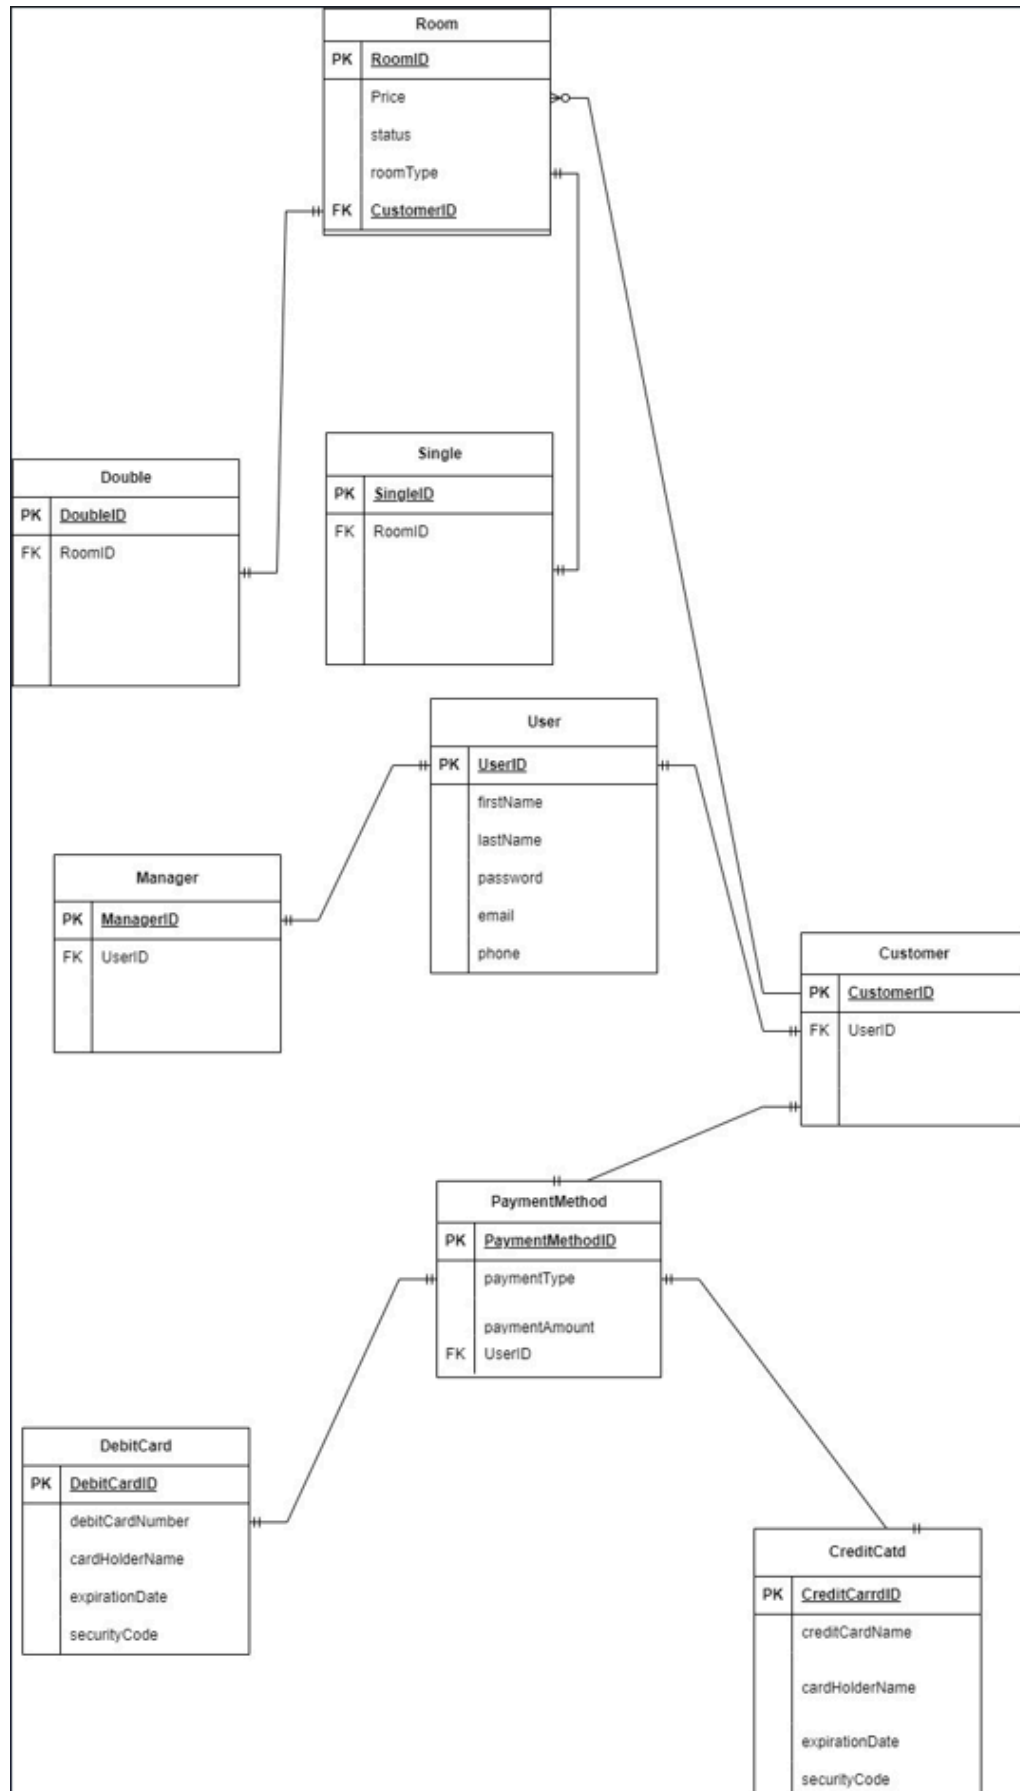 Room
PK RoomID
Price
status
roomType
FK CustomerID
Double
PK DoubleID
FK RoomID
Single
PK SingleID
FK RoomID
User
PK UserID
firstName
lastName
password
email
phone
Manager
PK ManagerID
FK UserID
Customer
PK CustomerID
FK UserID
PaymentMethod
PK PaymentMethodID
paymentType
paymentAmount
FK UserID
DebitCard
PK DebitCardID
debitCardNumber
cardHolderName
expirationDate
securityCode
CreditCatd
PK CreditCarrdID
creditCardName
cardHolderName
expirationDate
securityCode